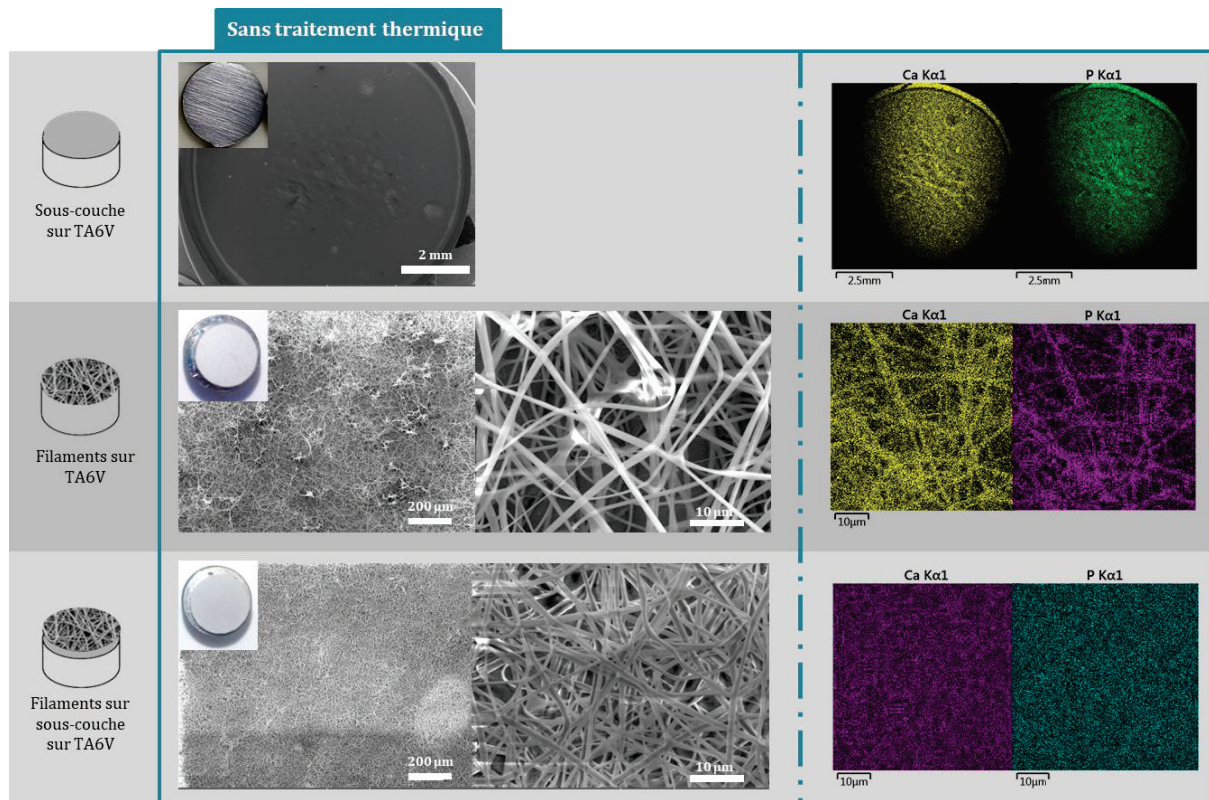 Sans traitement thermique
Sous-couche
sur TA6V
2 mm
Ca Kα1
P Kα1
2.5mm
2.5mm
Filaments sur
TA6V
200 µm
10 µm
Ca Kα1
P Kα1
10µm
Filaments sur
sous-couche
sur TA6V
200 µm
10 µm
Ca Kα1
P Kα1
10µm
10µm